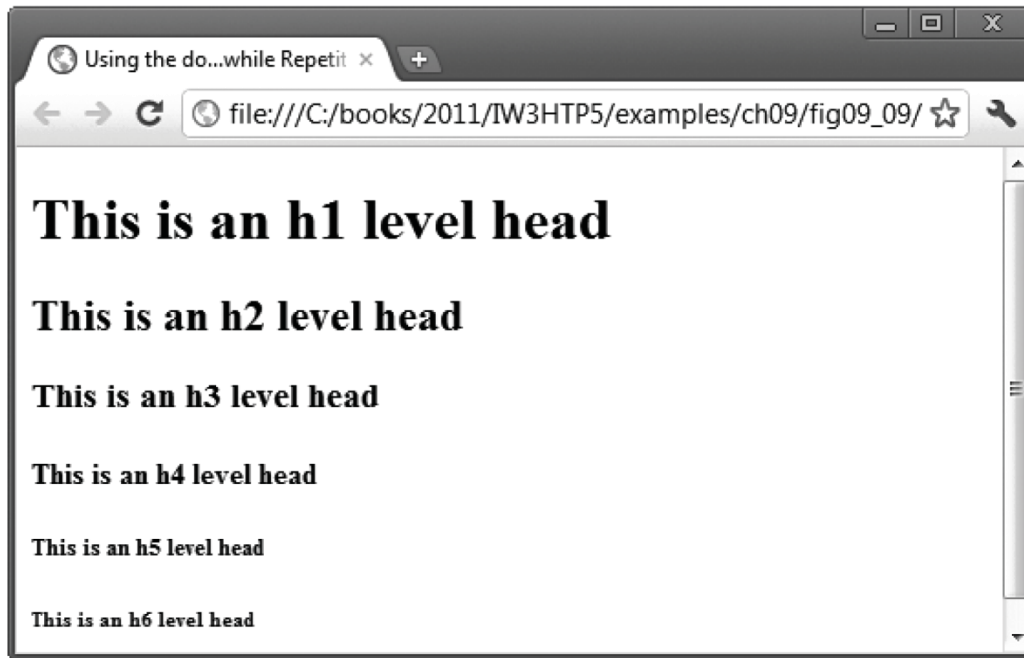 Using the do...while Repetit
file:///C:/books/2011/IW3HTP5/examples/ch09/fig09_09/
This is an h1 level head
This is an h2 level head
This is an h3 level head
This is an h4 level head
This is an h5 level head
This is an h6 level head